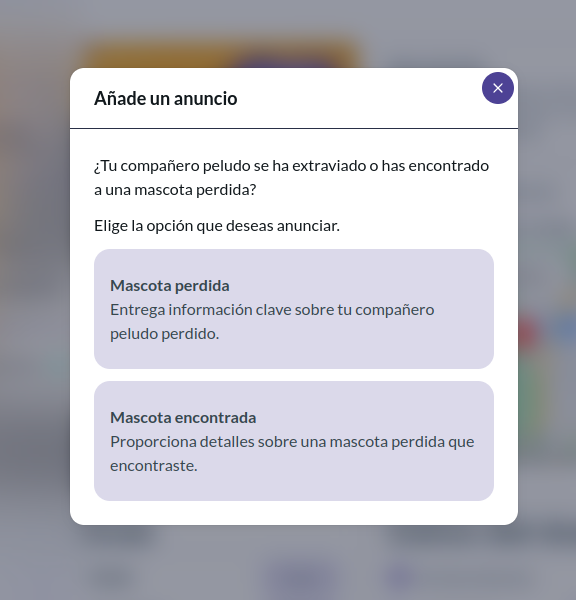 Añade un anuncio
¿Tu compañero peludo se ha extraviado o has encontrado
a una mascota perdida?
Elige la opción que deseas anunciar.
Mascota perdida
Entrega información clave sobre tu compañero
peludo perdido.
Mascota encontrada
Proporciona detalles sobre una mascota perdida que
encontraste.